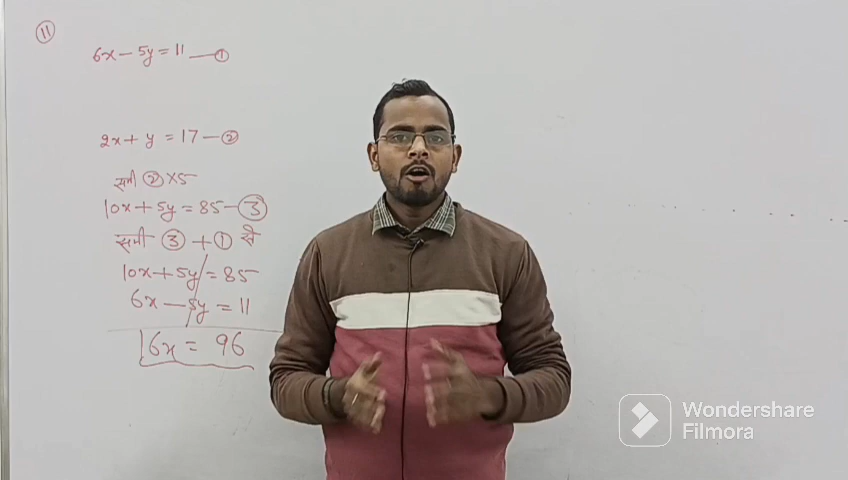 11
6x - 5y = 11 — 1
2x + y = 17 — 2
समी 2 × 5
10x + 5y = 85 — 3
समी 3 + 1 से
10x + 5y = 85
6x - 5y = 11
16x = 96
Wondershare
Filmora